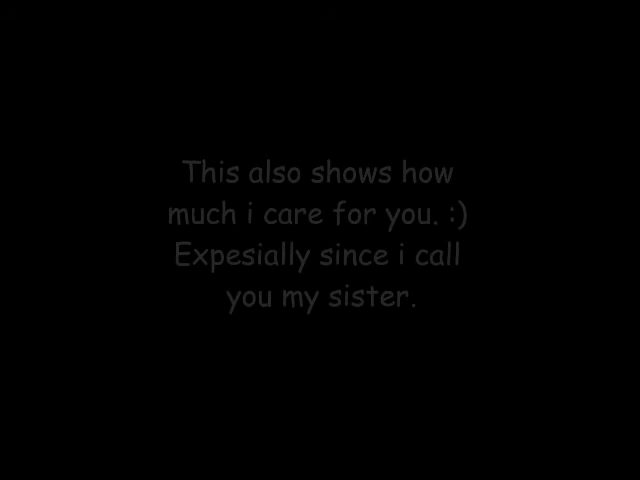 This also shows how
much i care for you. :)
Expesially since i call
you my sister.